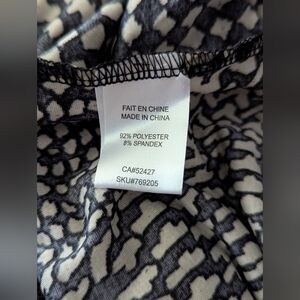 FAIT EN CHINE
MADE IN CHINA
92% POLYESTER
8% SPANDEX
CA#52427
SKU#769205